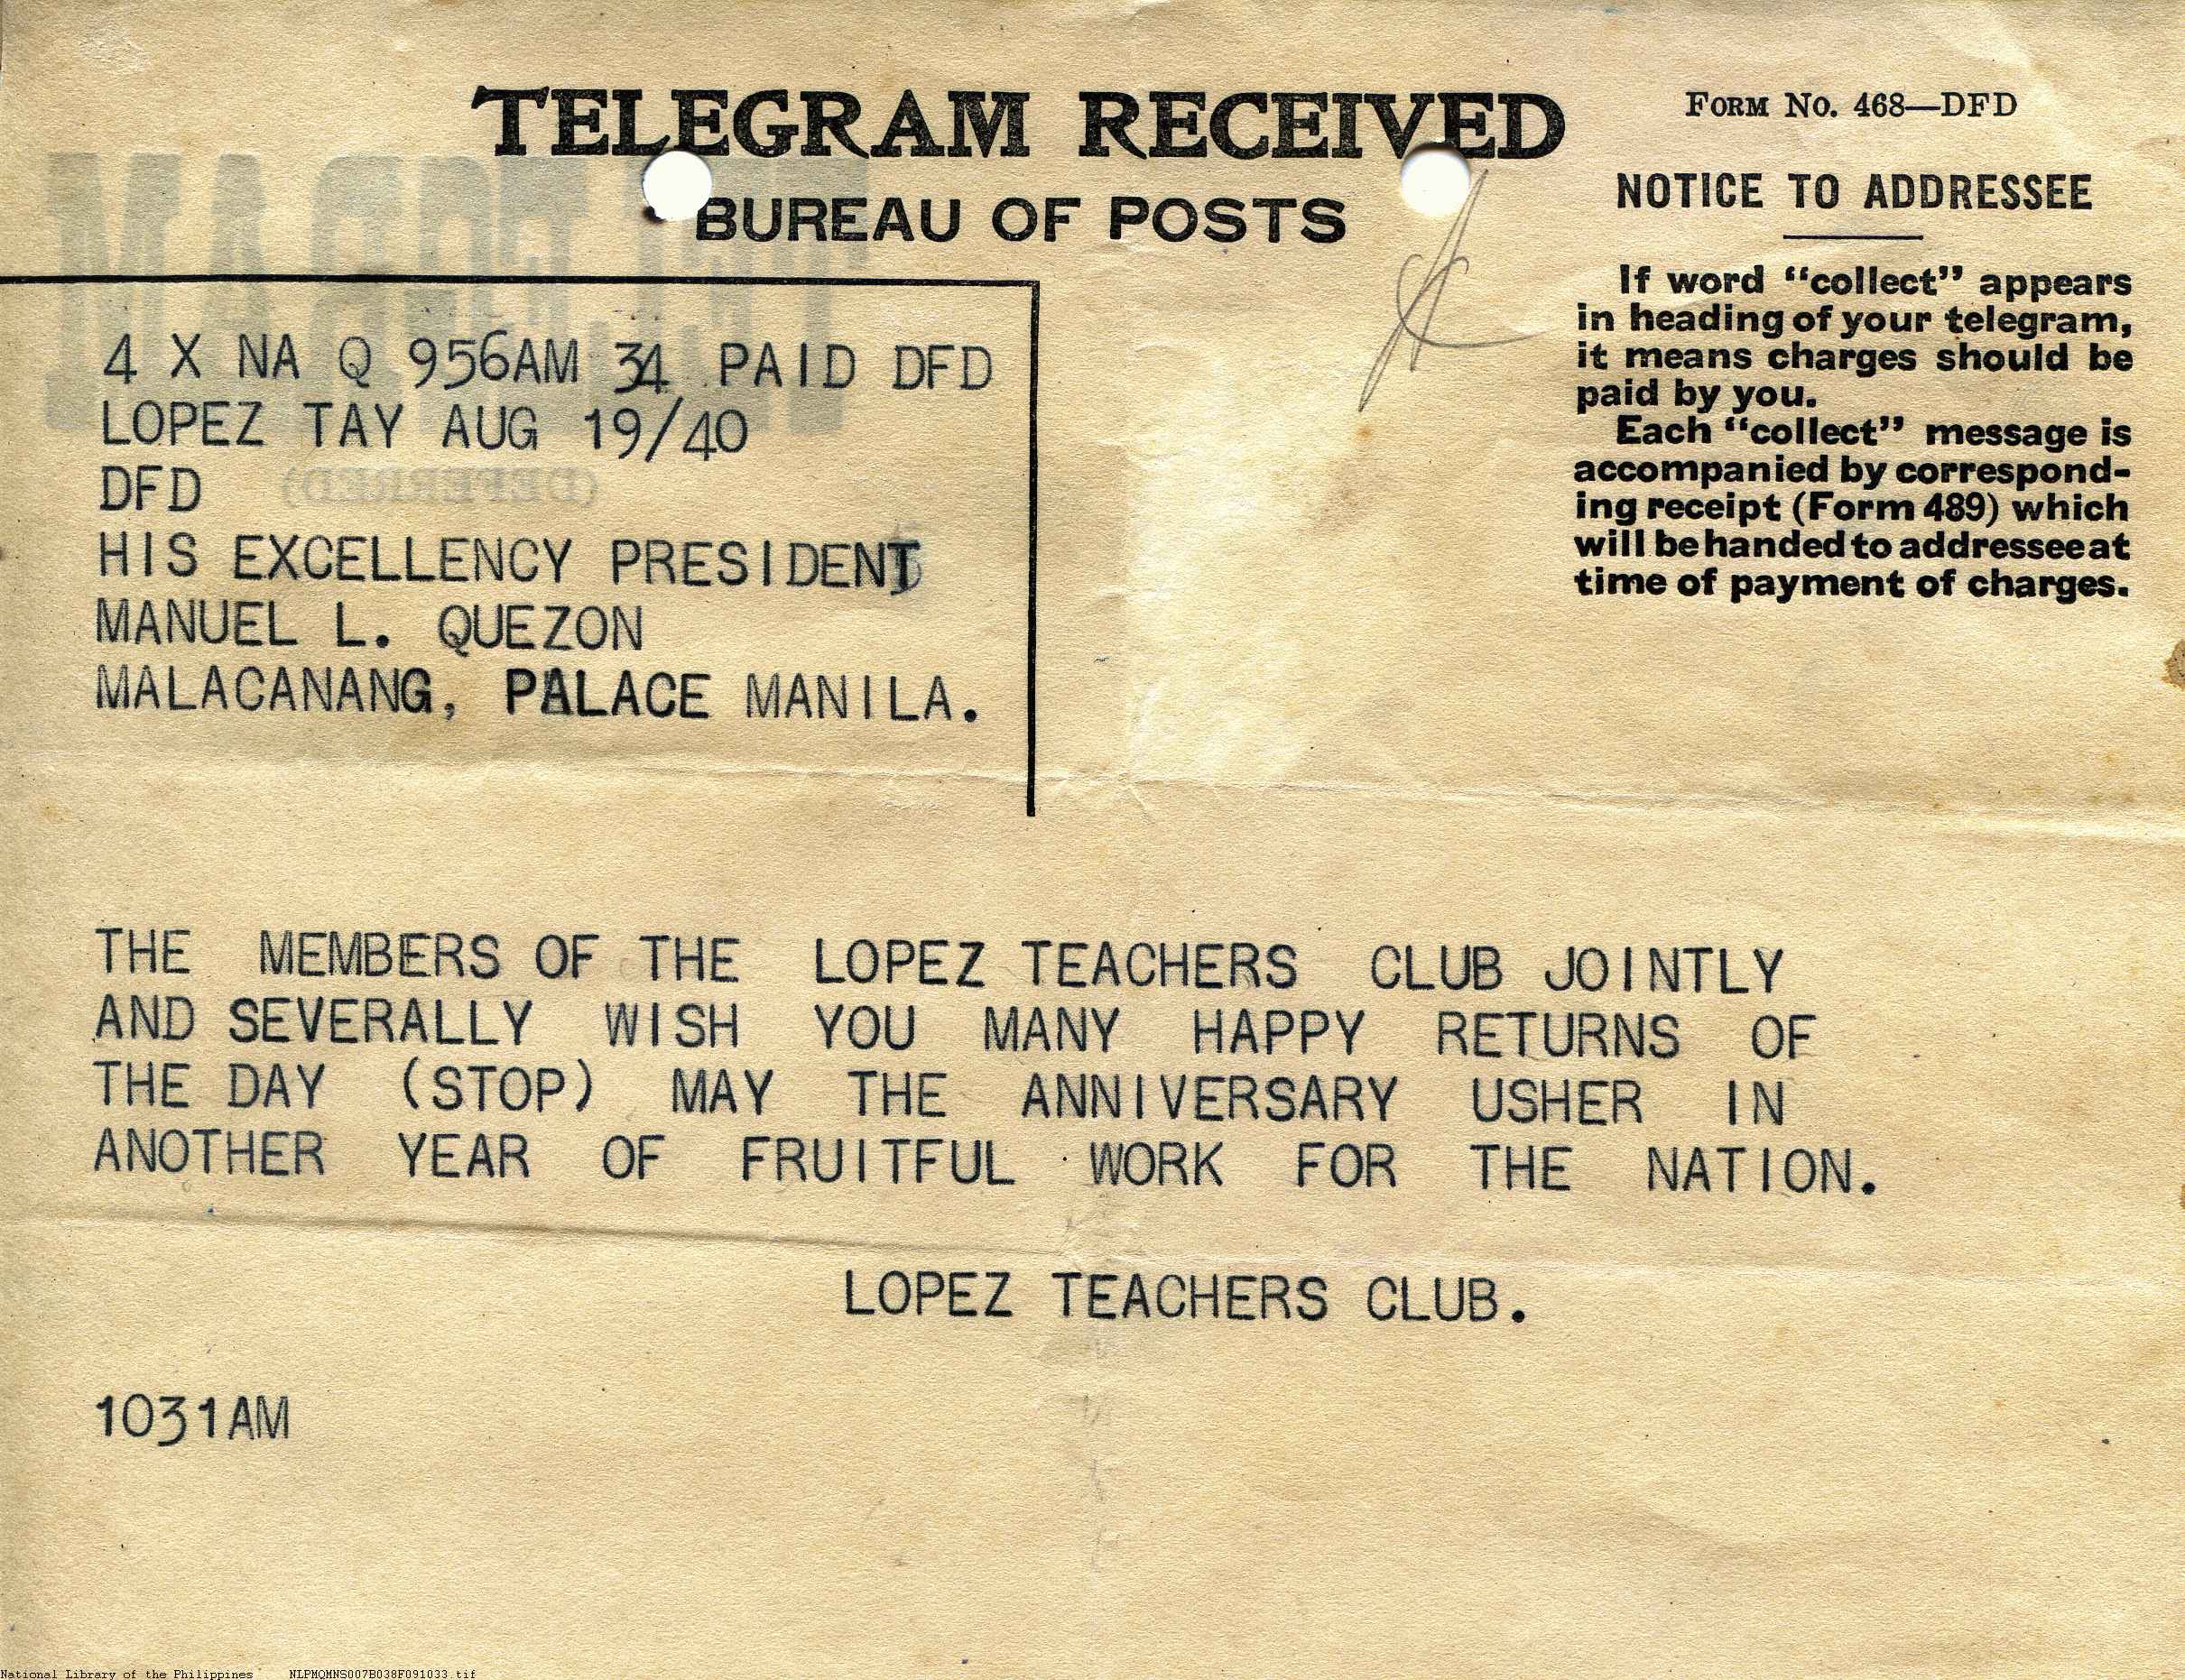 TELEGRAM RECEIVED
BUREAU OF POSTS
FORM NO. 468—DFD
NOTICE TO ADDRESSEE
If word “collect” appears
in heading of your telegram,
it means charges should be
paid by you.
Each “collect” message is
accompanied by correspond-
ing receipt (Form 489) which
will be handed to addressee at
time of payment of charges.
4 X NA Q 956AM 34 PAID DFD
LOPEZ TAY AUG 19/40
DFD
HIS EXCELLENCY PRESIDENT
MANUEL L. QUEZON
MALACANANG, PALACE MANILA.
TELEGRAM
(DEFERRED)
THE MEMBERS OF THE LOPEZ TEACHERS CLUB JOINTLY
AND SEVERALLY WISH YOU MANY HAPPY RETURNS OF
THE DAY (STOP) MAY THE ANNIVERSARY USHER IN
ANOTHER YEAR OF FRUITFUL WORK FOR THE NATION.
LOPEZ TEACHERS CLUB.
1031AM
National Library of the Philippines NLPMQMNS007B038F091033.tif